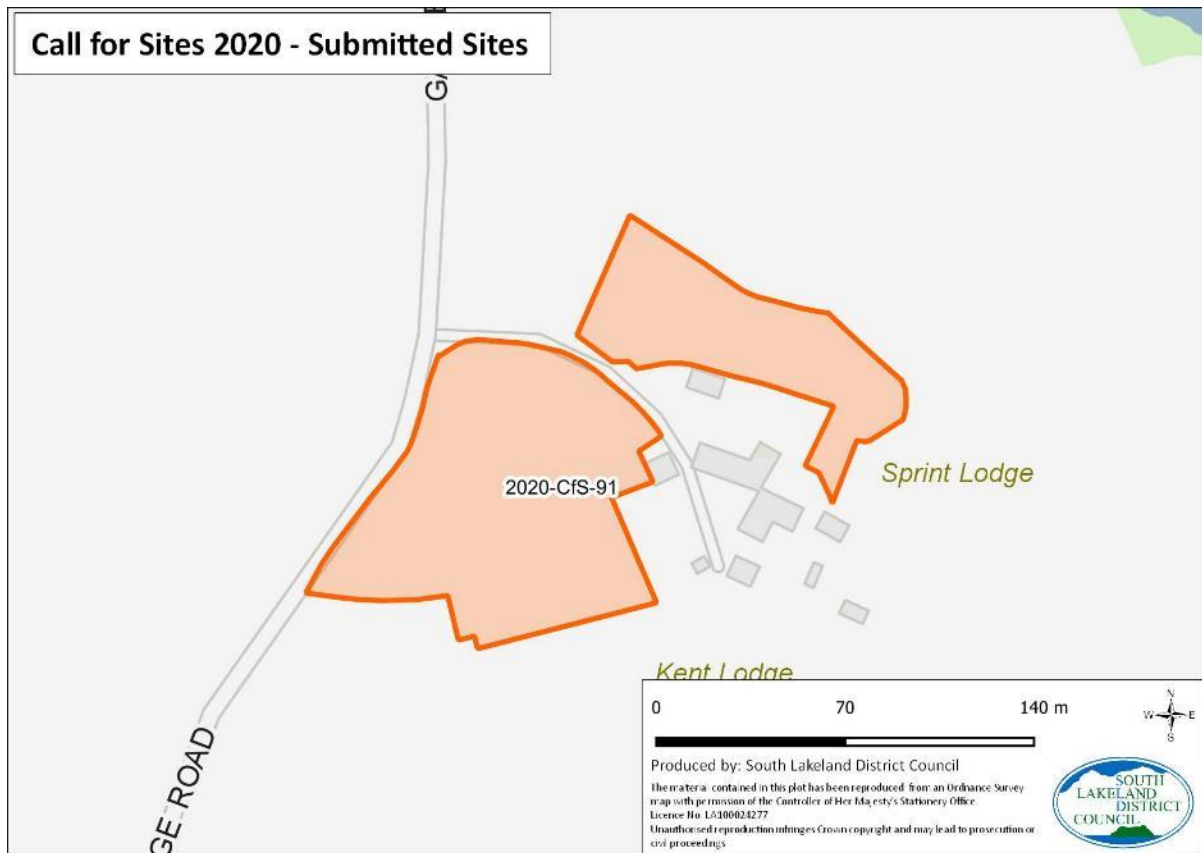 Call for Sites 2020 - Submitted Sites
GA
2020-CfS-91
Sprint Lodge
Kent Lodge
GE ROAD
0 70 140 m
N
W E
S
Produced by: South Lakeland District Council
The material contained in this plot has been reproduced from an Ordnance Survey
map with permission of the Controller of Her Majesty's Stationery Office.
Licence No. LA100024277
Unauthorised reproduction infringes Crown copyright and may lead to prosecution or
civil proceedings
SOUTH
LAKELAND
DISTRICT
COUNCIL